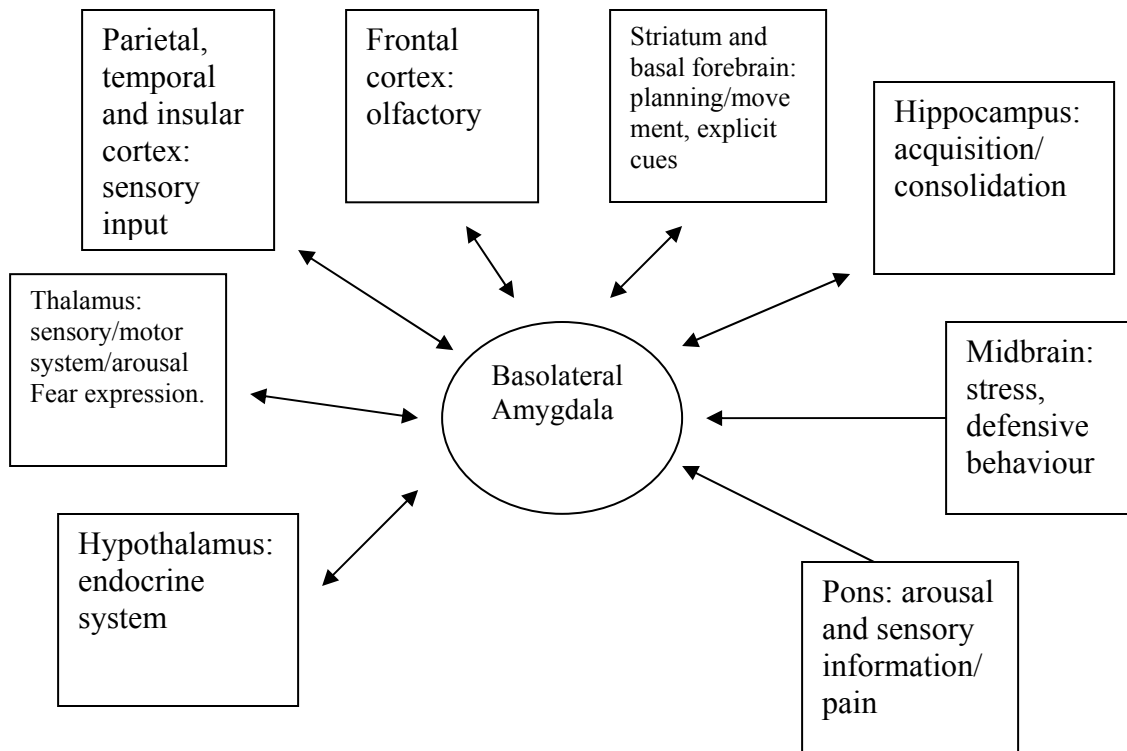 Parietal,
temporal
and insular
cortex:
sensory
input
Frontal
cortex:
olfactory
Striatum and
basal forebrain:
planning/move
ment, explicit
cues
Hippocampus:
acquisition/
consolidation
Thalamus:
sensory/motor
system/arousal
Fear expression.
Basolateral
Amygdala
Midbrain:
stress,
defensive
behaviour
Hypothalamus:
endocrine
system
Pons: arousal
and sensory
information/
pain